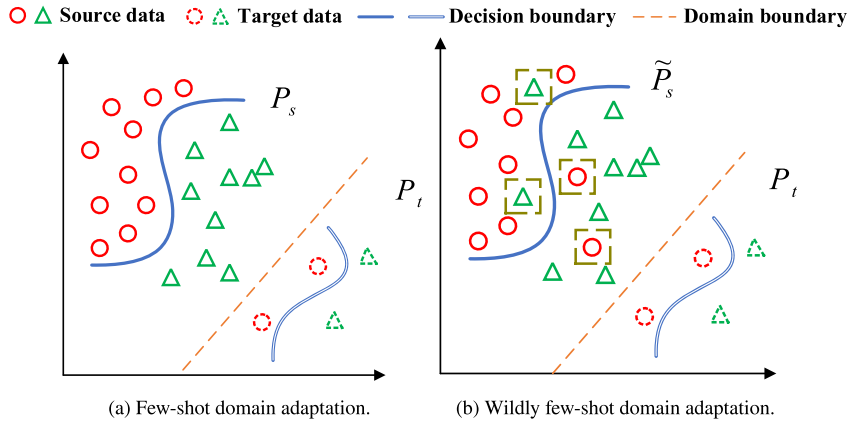 Source data Target data Decision boundary Domain boundary
P_s
P_t
P̃_s
P_t
(a) Few-shot domain adaptation.
(b) Wildly few-shot domain adaptation.